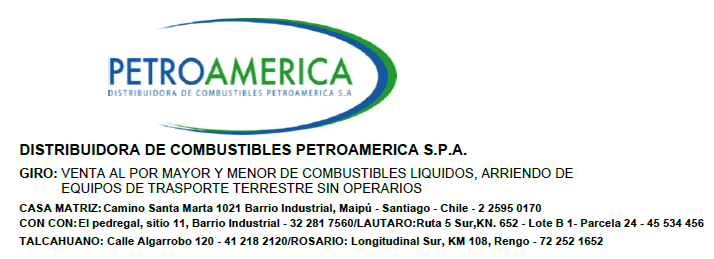 PETROAMERICA
DISTRIBUIDORA DE COMBUSTIBLES PETROAMERICA S.A
DISTRIBUIDORA DE COMBUSTIBLES PETROAMERICA S.P.A.
GIRO: VENTA AL POR MAYOR Y MENOR DE COMBUSTIBLES LIQUIDOS, ARRIENDO DE
EQUIPOS DE TRASPORTE TERRESTRE SIN OPERARIOS
CASA MATRIZ: Camino Santa Marta 1021 Barrio Industrial, Maipú - Santiago - Chile - 2 2595 0170
CON CON: El pedregal, sitio 11, Barrio Industrial - 32 281 7560/LAUTARO:Ruta 5 Sur,KN. 652 - Lote B 1- Parcela 24 - 45 534 456
TALCAHUANO: Calle Algarrobo 120 - 41 218 2120/ROSARIO: Longitudinal Sur, KM 108, Rengo - 72 252 1652